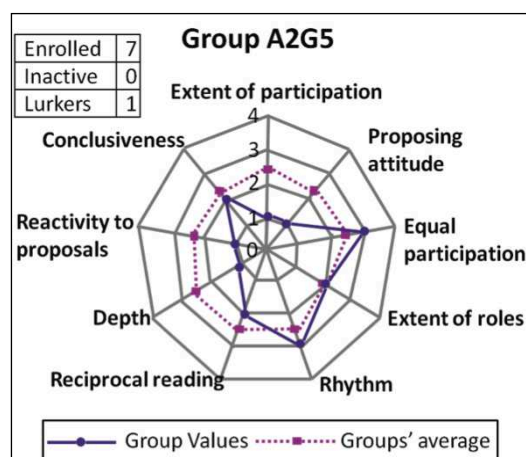 Group A2G5
Enrolled 7
Inactive 0
Lurkers 1
Extent of participation
Proposing
attitude
Equal
participation
Extent of roles
Rhythm
Reciprocal reading
Depth
Reactivity to
proposals
Conclusiveness
4
3
2
1
0
Group Values
Groups' average